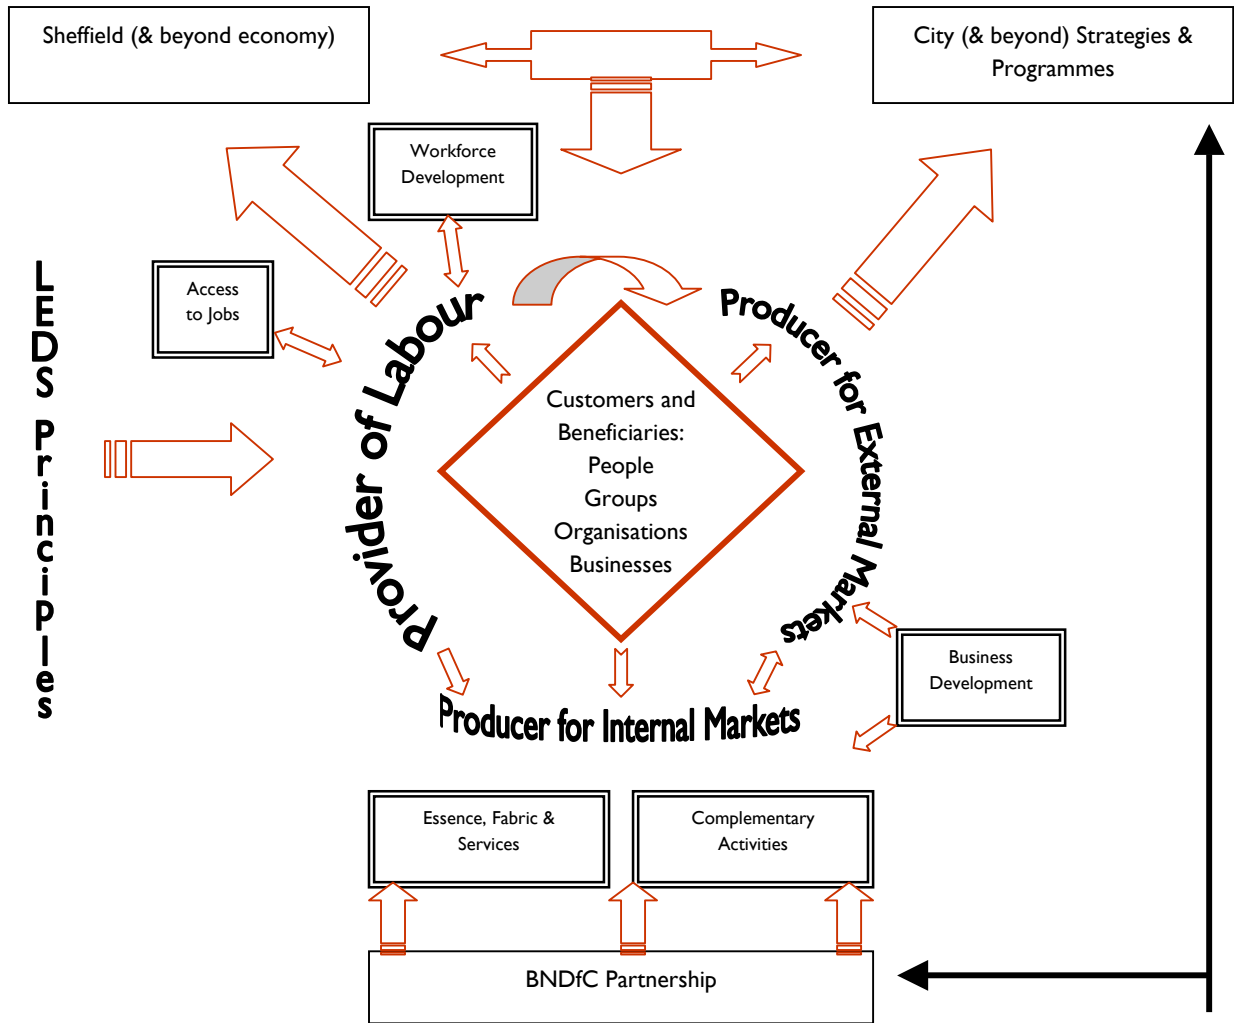 Sheffield (& beyond economy)
City (& beyond) Strategies &
Programmes
Workforce
Development
Access
to Jobs
LEDS Principles
Provider of Labour
Producer for External Markets
Customers and
Beneficiaries:
People
Groups
Organisations
Businesses
Business
Development
Producer for Internal Markets
Essence, Fabric &
Services
Complementary
Activities
BNDfC Partnership